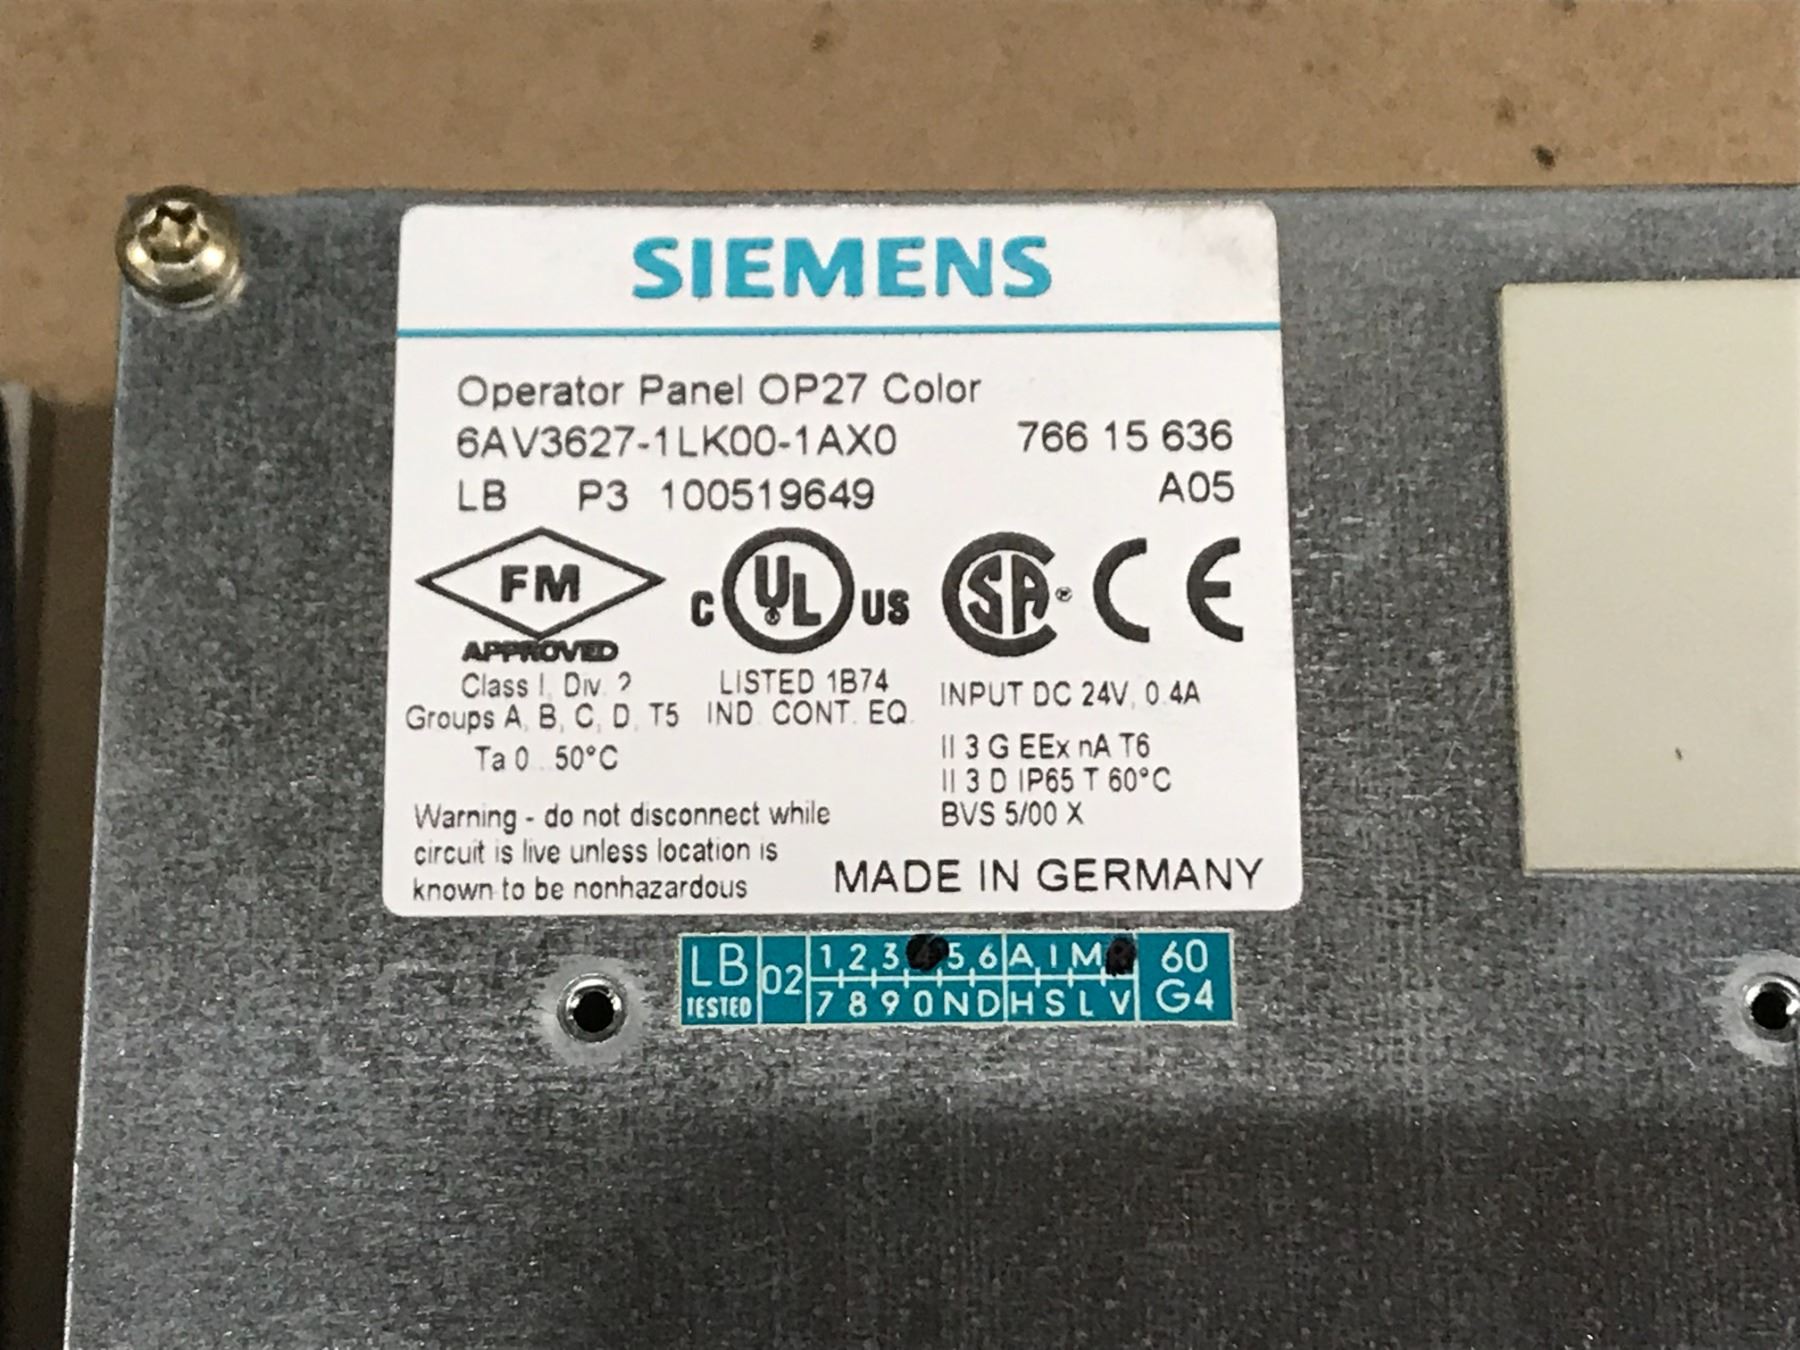 SIEMENS
Operator Panel OP27 Color
6AV3627-1LK00-1AX0 766 15 636
LB P3 100519649 A05
FM
APPROVED
Class I, Div. 2
Groups A, B, C, D, T5
Ta 0...50°C
C UL US
LISTED 1B74
IND. CONT. EQ.
SA ® CE
INPUT DC 24V, 0.4A
II 3 G EEx nA T6
II 3 D IP65 T 60°C
BVS 5/00 X
Warning - do not disconnect while
circuit is live unless location is
known to be nonhazardous
MADE IN GERMANY
LB
TESTED
02
1 2 3 5 6 A I M
7 8 9 0 N D H S L V
60
G4